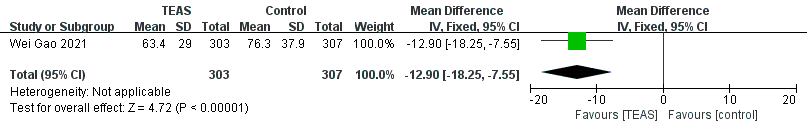 TEAS Control Mean Difference Mean Difference
Study or Subgroup Mean SD Total Mean SD Total Weight IV, Fixed, 95% CI IV, Fixed, 95% CI
Wei Gao 2021 63.4 29 303 76.3 37.9 307 100.0% -12.90 [-18.25, -7.55]
Total (95% CI) 303 307 100.0% -12.90 [-18.25, -7.55]
Heterogeneity: Not applicable
Test for overall effect: Z = 4.72 (P < 0.00001)
-20 -10 0 10 20
Favours [TEAS] Favours [control]